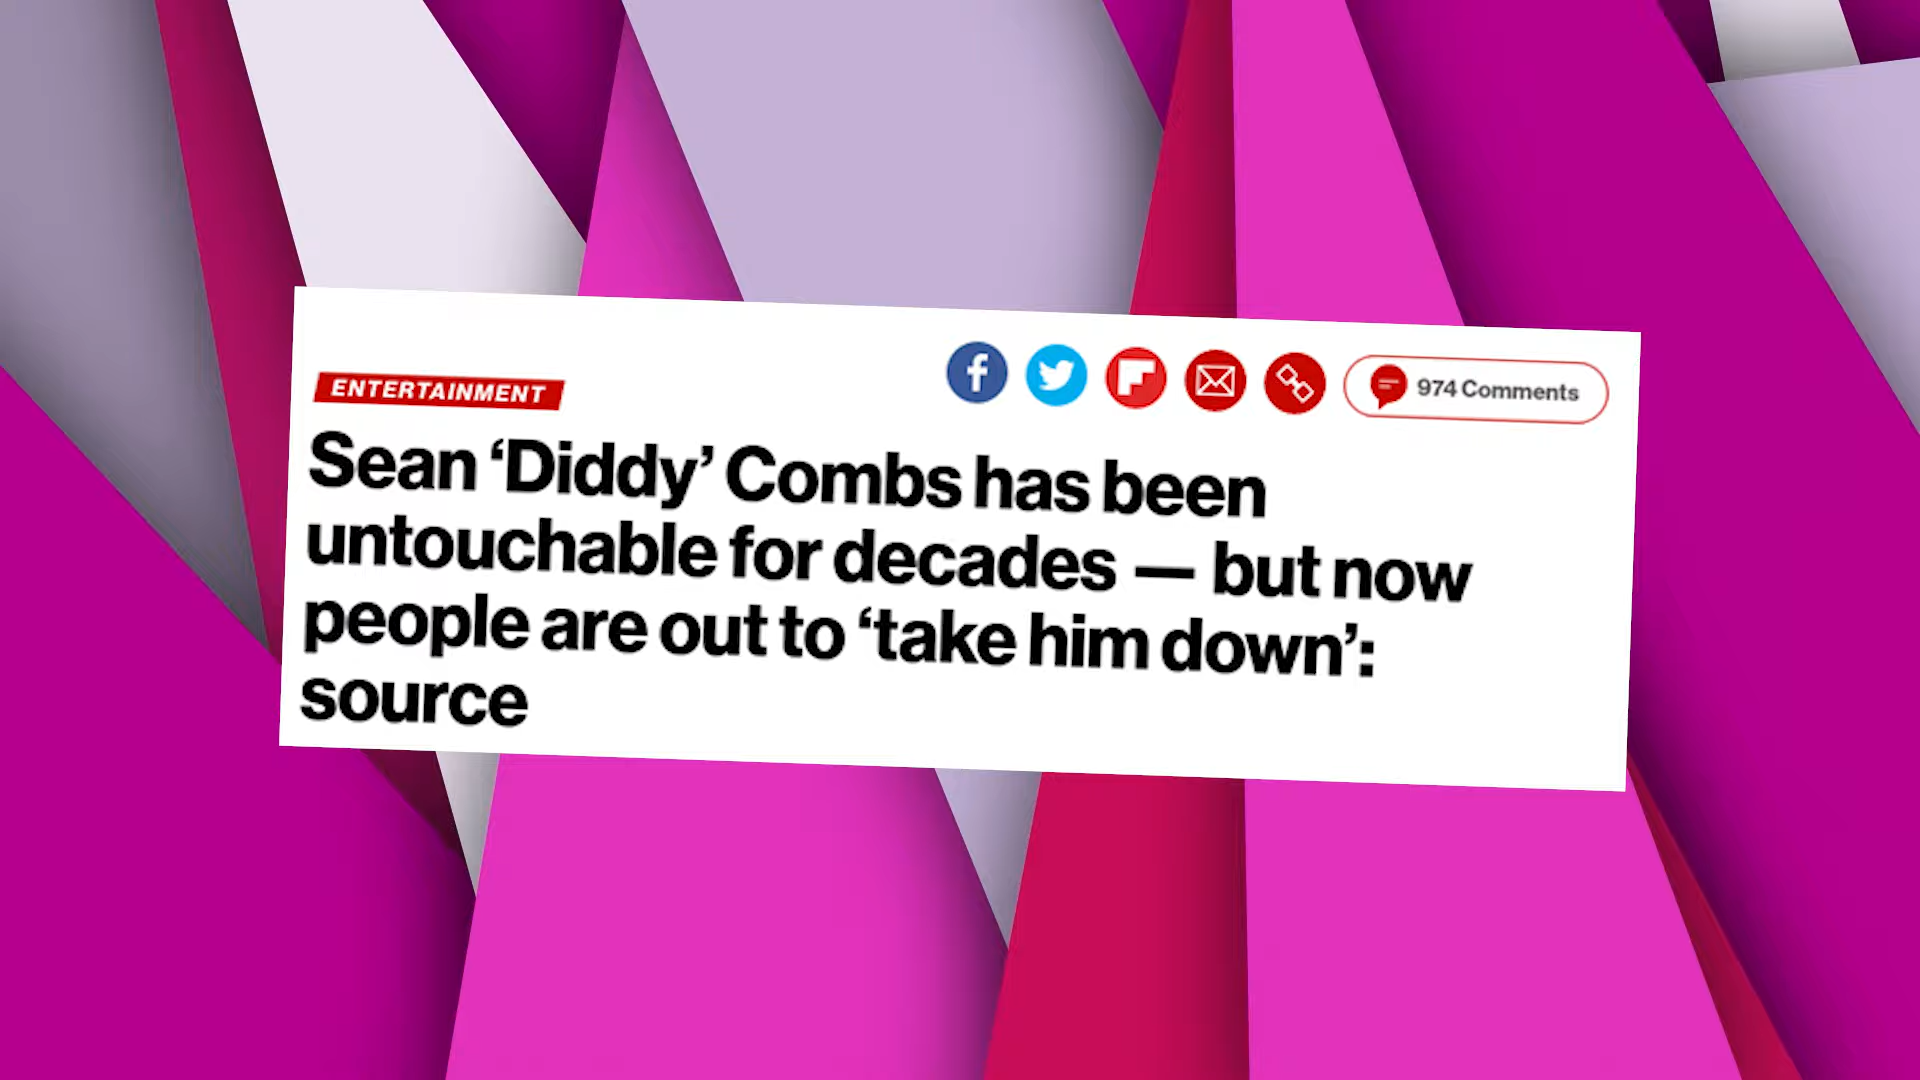 ENTERTAINMENT
974 Comments
Sean ‘Diddy’ Combs has been
untouchable for decades — but now
people are out to ‘take him down’:
source